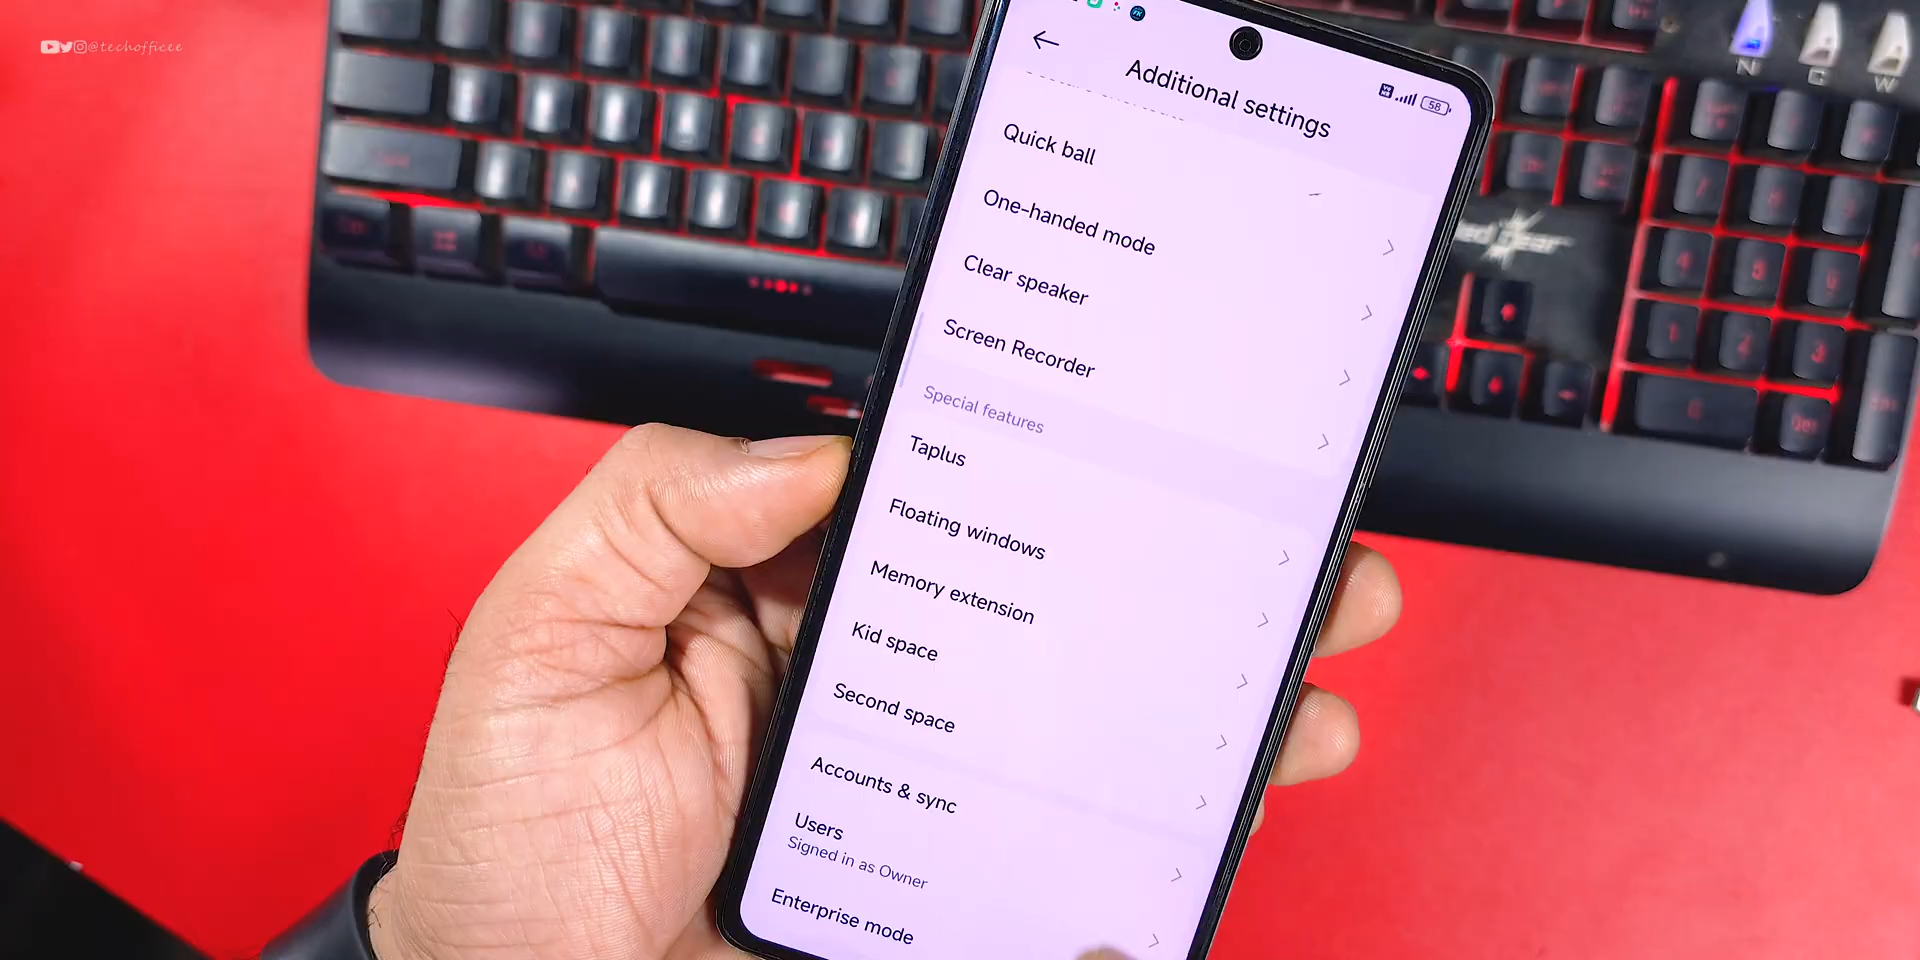 @techofficee
N C W
58
Additional settings
Quick ball
One-handed mode
Clear speaker
Screen Recorder
Special features
Taplus
Floating windows
Memory extension
Kid space
Second space
Accounts & sync
Users
Signed in as Owner
Enterprise mode